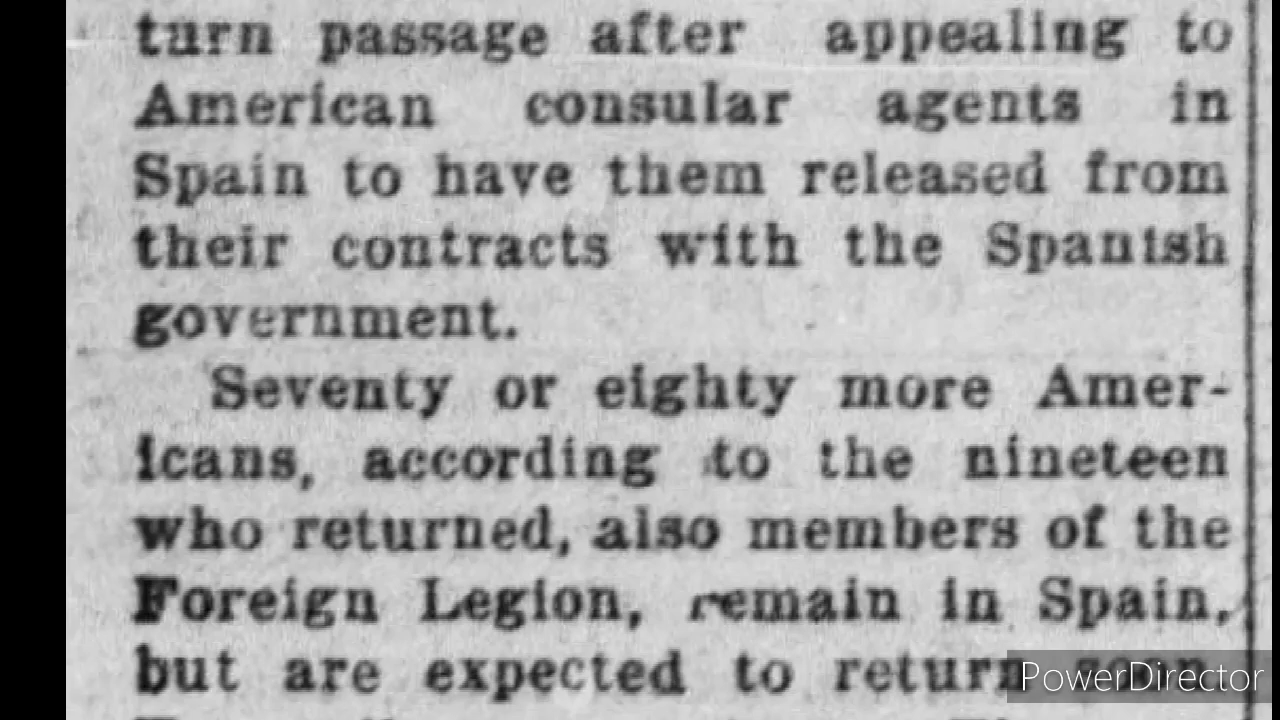 turn passage after appealing to
American consular agents in
Spain to have them released from
their contracts with the Spanish
government.
Seventy or eighty more Amer-
icans, according to the nineteen
who returned, also members of the
Foreign Legion, remain in Spain,
but are expected to return soon
PowerDirector